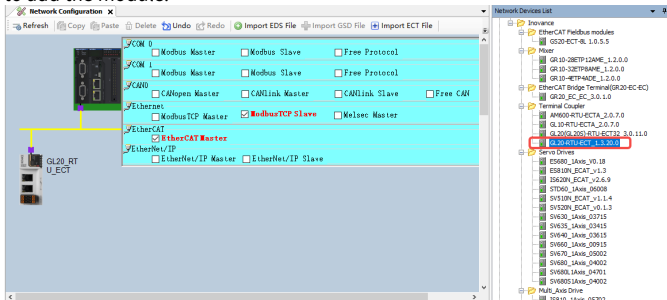 to add the module.
Network Configuration x
Refresh Copy Paste Delete Undo Redo Import EDS File Import GSD File Import ECT File
COM 0
Modbus Master Modbus Slave Free Protocol
COM 1
Modbus Master Modbus Slave Free Protocol
CAN0
CANopen Master CANlink Master CANlink Slave Free CAN
Ethernet
ModbusTCP Master ModbusTCP Slave Melsec Master
EtherCAT
EtherCAT Master
EtherNet/IP
EtherNet/IP Master EtherNet/IP Slave
GL20_RT
U_ECT
Network Devices List
Inovance
EtherCAT Fieldbus modules
GS20-ECT-8L 1.0.5.5
Mixer
GR10-2BETP12AME_1.2.0.0
GR10-32ETP8AME_1.2.0.0
GR10-4ETP4ADE_1.2.0.0
EtherCAT Bridge Terminal(GR20-EC-EC)
GR20_EC_EC_3.0.1.0
Terminal Coupler
AM600-RTU-ECTA_2.0.7.0
GL10-RTU-ECTA_2.0.7.0
GL20(GL20S)-RTU-ECT32_3.0.11.0
GL20-RTU-ECT_1.3.20.0
Servo Drives
ES680_1Axis_V0.18
ES810N_ECAT_v1.3
IS620N_ECAT_v2.6.9
STD60_1Axis_06008
SV510N_ECAT_v1.1.4
SV520N_ECAT_v0.1.3
SV630_1Axis_03715
SV635_1Axis_03415
SV640_1Axis_03615
SV660_1Axis_00915
SV670_1Axis_05002
SV680_1Axis_04002
SV680L1Axis_04701
SV680S1Axis_04002
Multi_Axis Drive